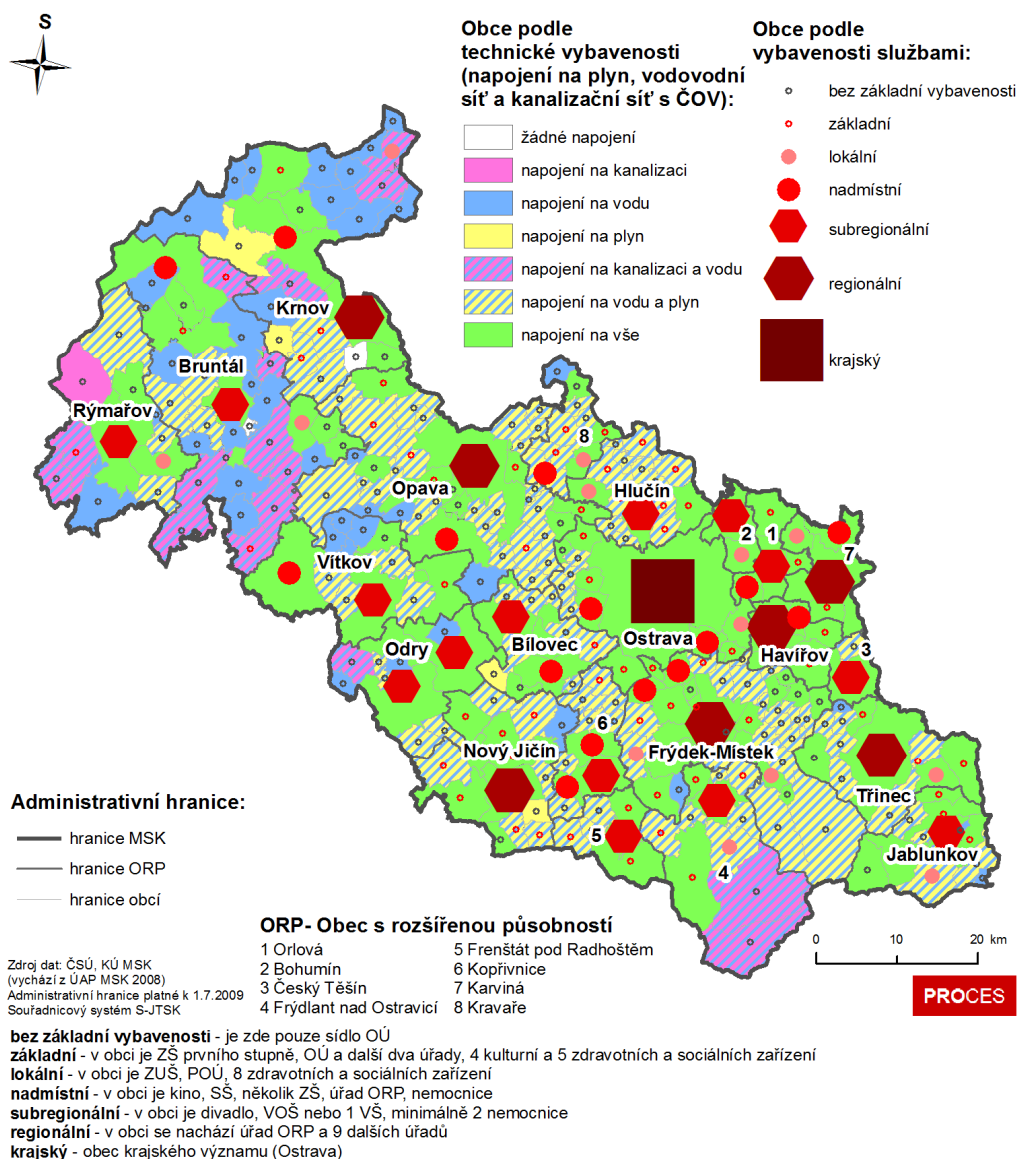 S
Obce podle
technické vybavenosti
(napojení na plyn, vodovodní
síť a kanalizační síť s ČOV):
žádné napojení
napojení na kanalizaci
napojení na vodu
napojení na plyn
napojení na kanalizaci a vodu
napojení na vodu a plyn
napojení na vše
Obce podle
vybavenosti službami:
bez základní vybavenosti
základní
lokální
nadmístní
subregionální
regionální
krajský
Krnov
Bruntál
Rýmařov
8
Opava
Hlučín
2
1
7
Vítkov
Ostrava
Odry
Bílovec
Havířov
3
6
Nový Jičín
Frýdek-Místek
Třinec
5
Jablunkov
4
Administrativní hranice:
hranice MSK
hranice ORP
hranice obcí
ORP- Obec s rozšířenou působností
1 Orlová
2 Bohumín
3 Český Těšín
4 Frýdlant nad Ostravicí
5 Frenštát pod Radhoštěm
6 Kopřivnice
7 Karviná
8 Kravaře
0 10 20 km
PROCES
Zdroj dat: ČSÚ, KÚ MSK
(vychází z ÚAP MSK 2008)
Administrativní hranice platné k 1.7.2009
Souřadnicový systém S-JTSK
bez základní vybavenosti - je zde pouze sídlo OÚ
základní - v obci je ZŠ prvního stupně, OÚ a další dva úřady, 4 kulturní a 5 zdravotních a sociálních zařízení
lokální - v obci je ZUŠ, POÚ, 8 zdravotních a sociálních zařízení
nadmístní - v obci je kino, SŠ, několik ZŠ, úřad ORP, nemocnice
subregionální - v obci je divadlo, VOŠ nebo 1 VŠ, minimálně 2 nemocnice
regionální - v obci se nachází úřad ORP a 9 dalších úřadů
krajský - obec krajského významu (Ostrava)